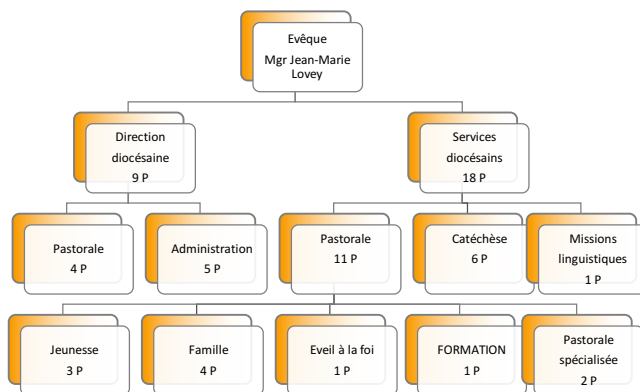 Evêque
Mgr Jean-Marie
Lovey
Direction
diocésaine
9 P
Services
diocésains
18 P
Pastorale
4 P
Administration
5 P
Pastorale
11 P
Catéchèse
6 P
Missions
linguistiques
1 P
Jeunesse
3 P
Famille
4 P
Eveil à la foi
1 P
FORMATION
1 P
Pastorale
spécialisée
2 P